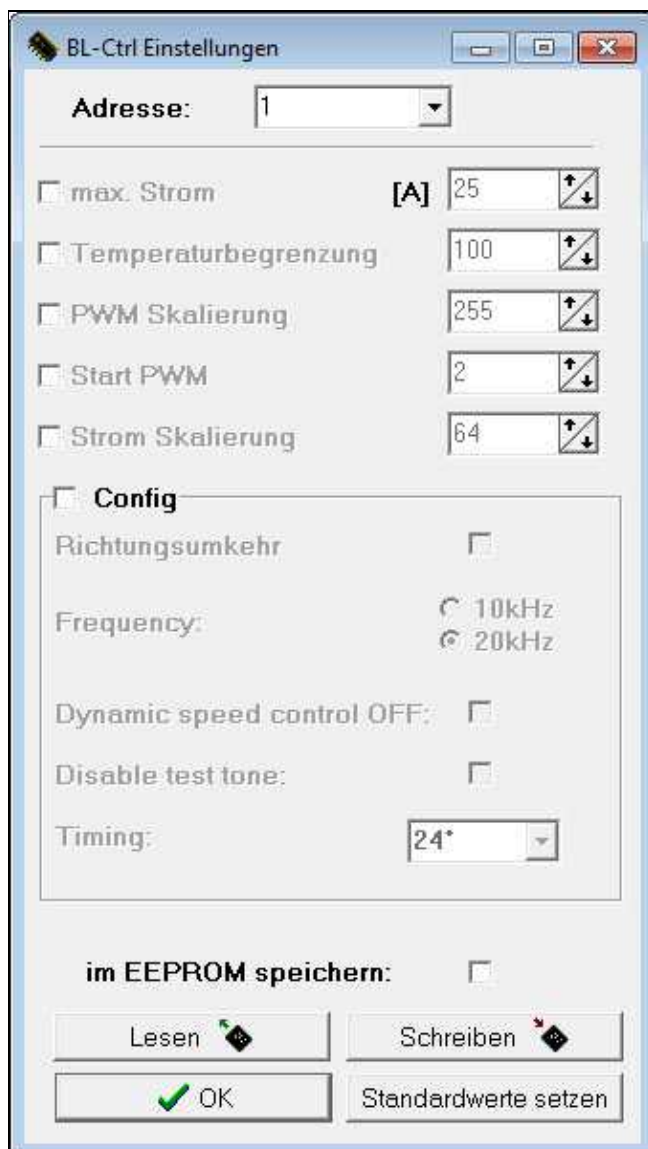 BL-Ctrl Einstellungen
Adresse: 1
max. Strom [A] 25
Temperaturbegrenzung 100
PWM Skalierung 255
Start PWM 2
Strom Skalierung 64
Config
Richtungsumkehr
Frequency: 10kHz
20kHz
Dynamic speed control OFF:
Disable test tone:
Timing: 24°
im EEPROM speichern:
Lesen Schreiben
OK Standardwerte setzen